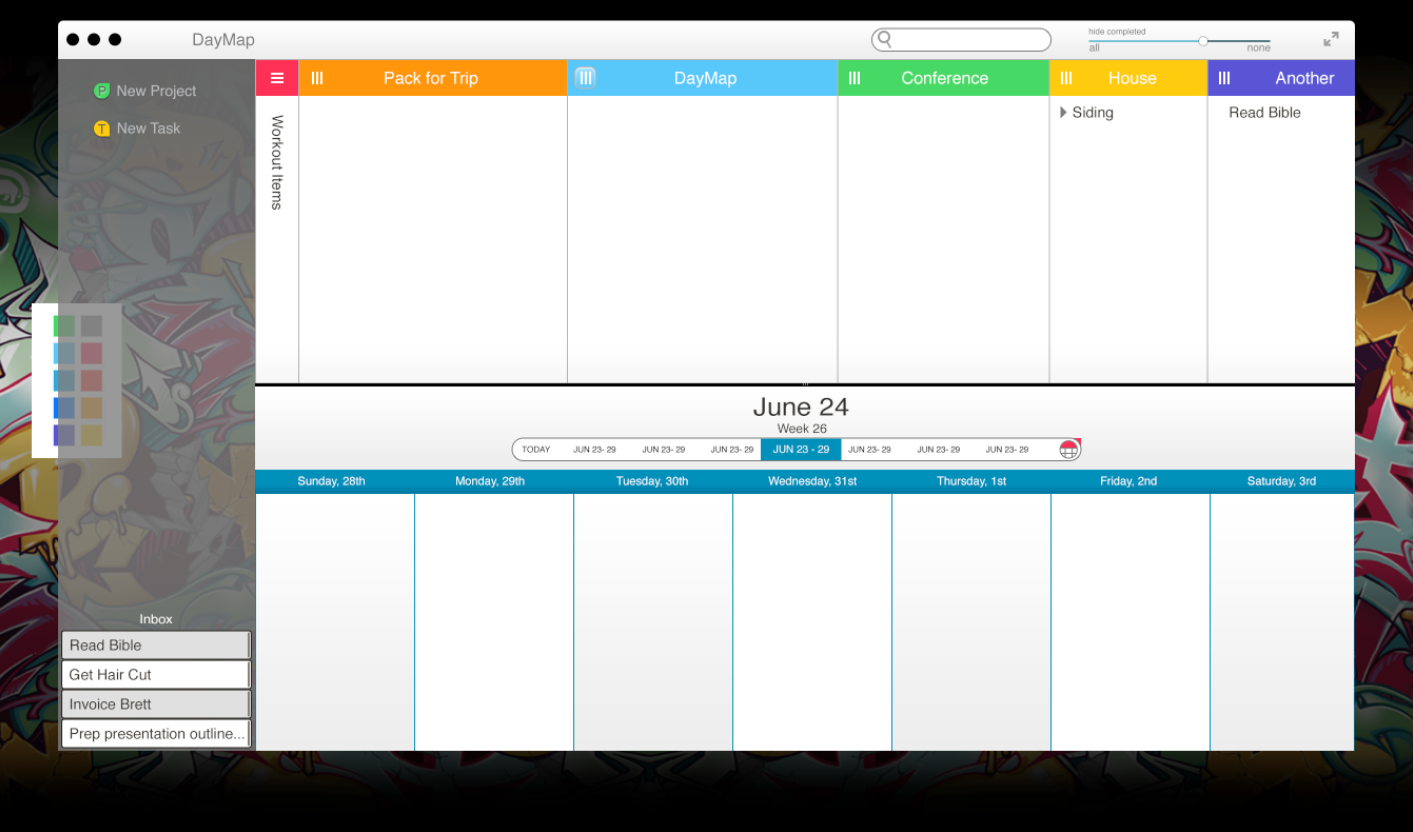 DayMap
hide completed
all
none
P New Project
T New Task
Pack for Trip
DayMap
Conference
House
Another
Workout Items
Siding
Read Bible
June 24
Week 26
TODAY JUN 23- 29 JUN 23- 29 JUN 23- 29 JUN 23 - 29 JUN 23- 29 JUN 23- 29 JUN 23- 29
Sunday, 28th Monday, 29th Tuesday, 30th Wednesday, 31st Thursday, 1st Friday, 2nd Saturday, 3rd
Inbox
Read Bible
Get Hair Cut
Invoice Brett
Prep presentation outline...